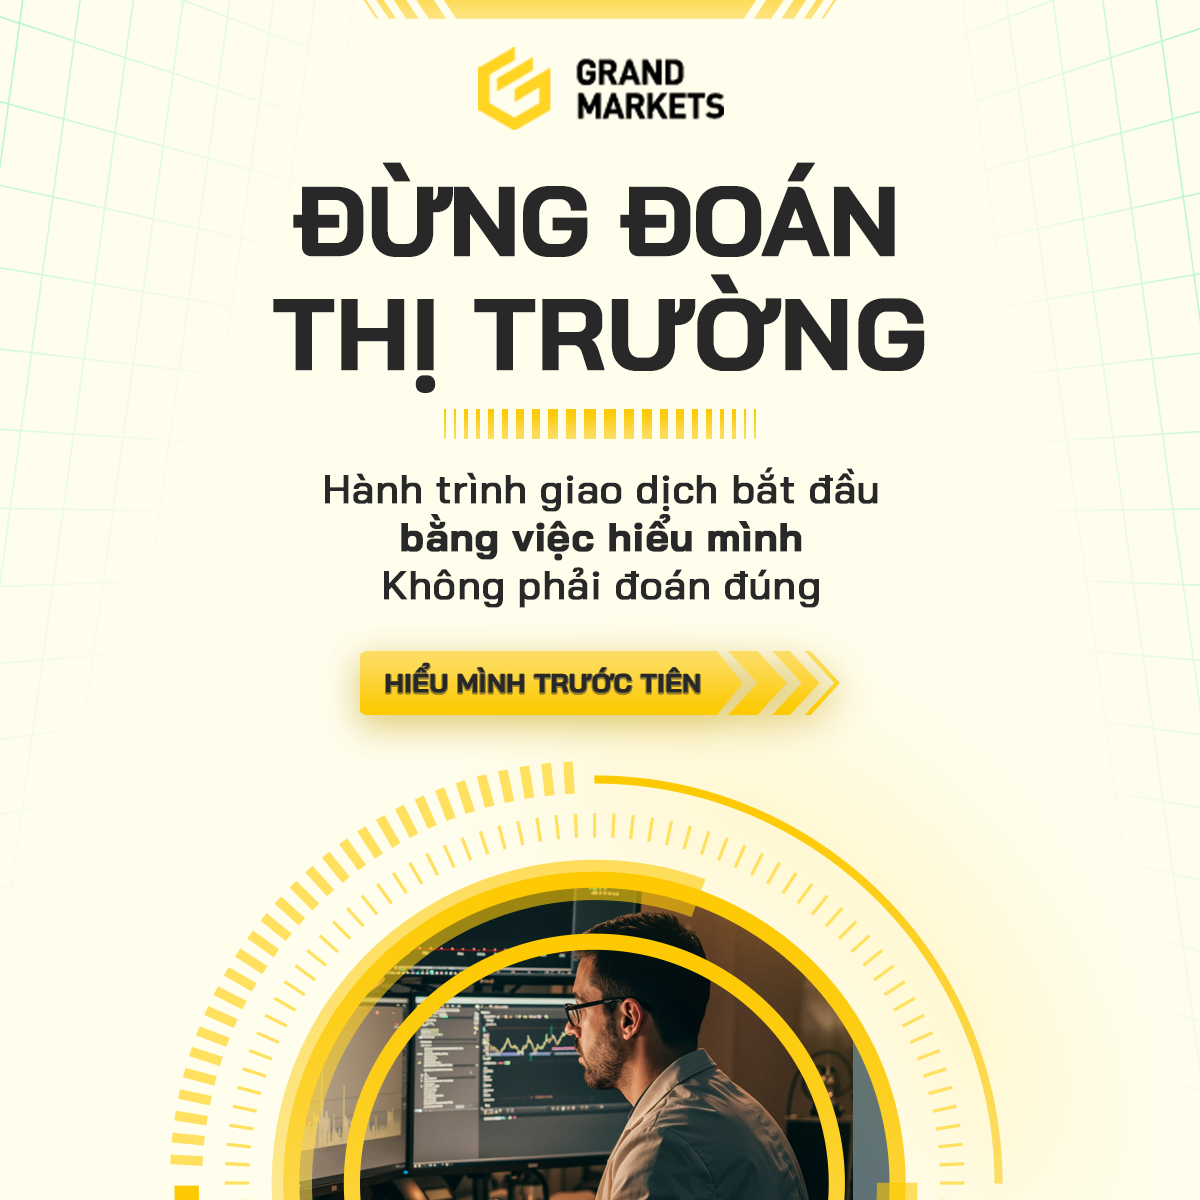 GRAND
MARKETS
ĐỪNG ĐOÁN
THỊ TRƯỜNG
Hành trình giao dịch bắt đầu
bằng việc hiểu mình
Không phải đoán đúng
HIỂU MÌNH TRƯỚC TIÊN